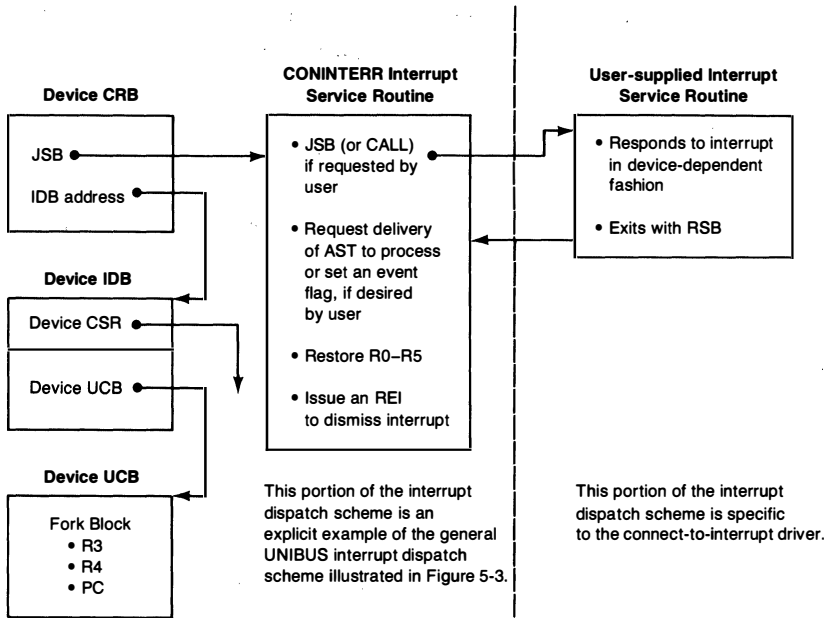 Device CRB
JSB
IDB address
Device IDB
Device CSR
Device UCB
Device UCB
Fork Block
• R3
• R4
• PC
CONINTERR Interrupt
Service Routine
• JSB (or CALL)
if requested by
user
• Request delivery
of AST to process
or set an event
flag, if desired
by user
• Restore R0–R5
• Issue an REI
to dismiss interrupt
This portion of the interrupt
dispatch scheme is an
explicit example of the general
UNIBUS interrupt dispatch
scheme illustrated in Figure 5-3.
User-supplied Interrupt
Service Routine
• Responds to interrupt
in device-dependent
fashion
• Exits with RSB
This portion of the interrupt
dispatch scheme is specific
to the connect-to-interrupt driver.